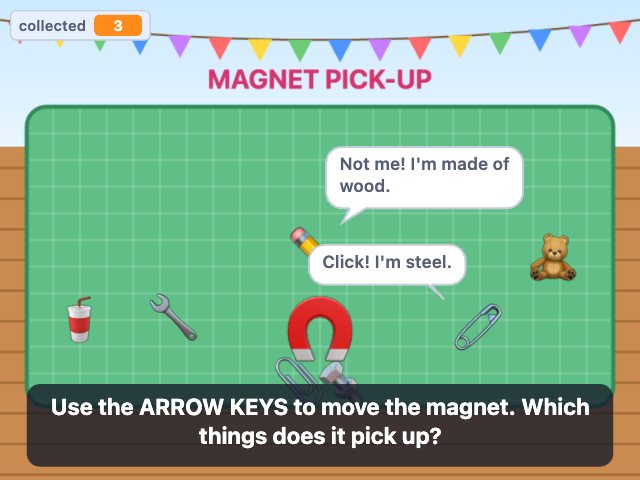 collected 3
MAGNET PICK-UP
Not me! I'm made of
wood.
Click! I'm steel.
Use the ARROW KEYS to move the magnet. Which
things does it pick up?